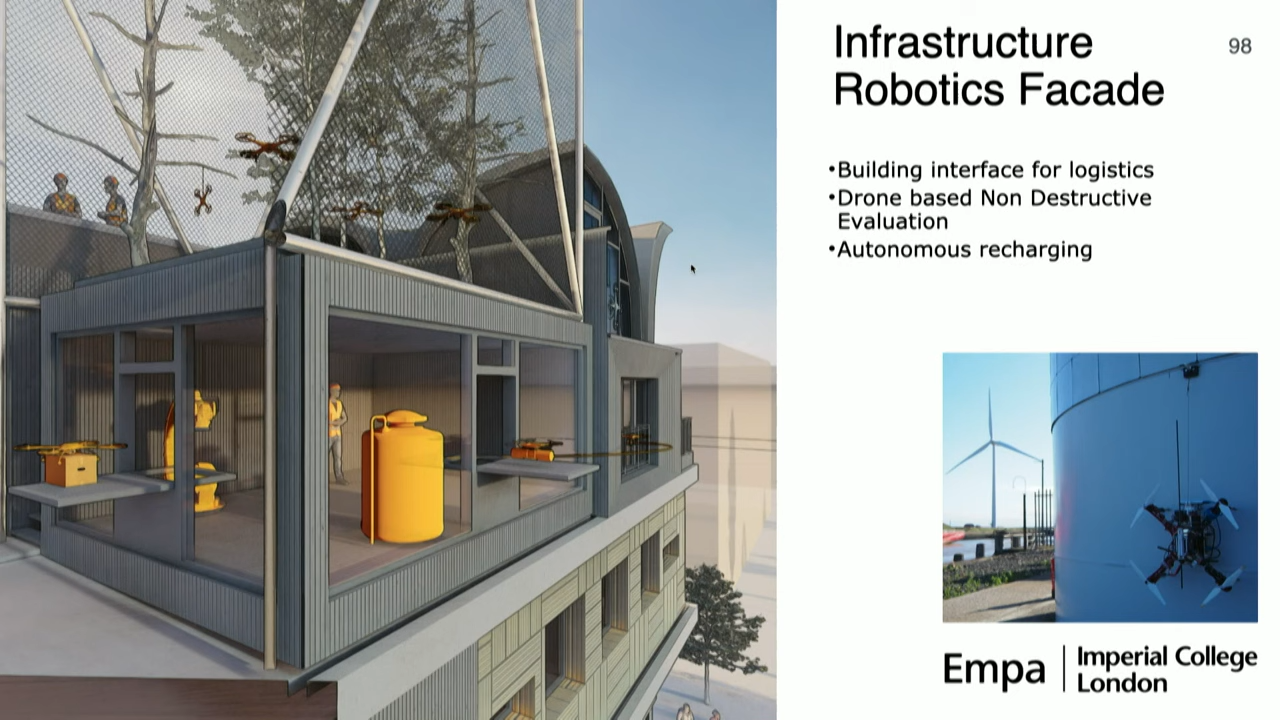 Infrastructure
Robotics Facade
98
•Building interface for logistics
•Drone based Non Destructive
Evaluation
•Autonomous recharging
Empa
Imperial College
London